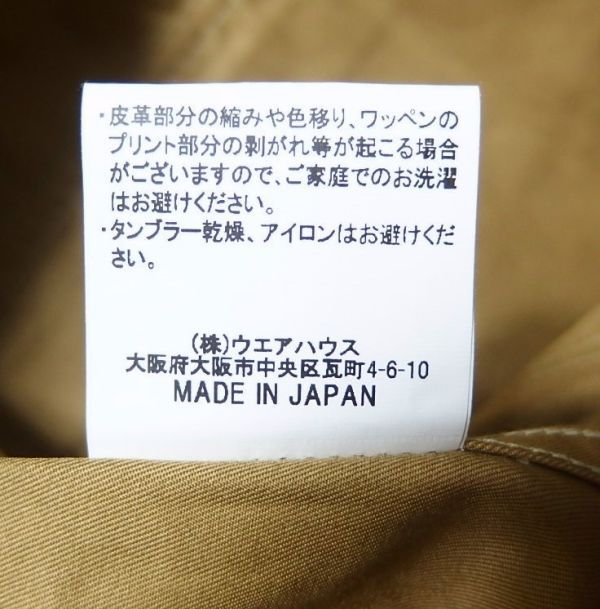 ・皮革部分の縮みや色移り、ワッペンの
プリント部分の剥がれ等が起こる場合
がございますので、ご家庭でのお洗濯
はお避けください。
・タンブラー乾燥、アイロンはお避けくだ
さい。
(株)ウエアハウス
大阪府大阪市中央区瓦町4-6-10
MADE IN JAPAN